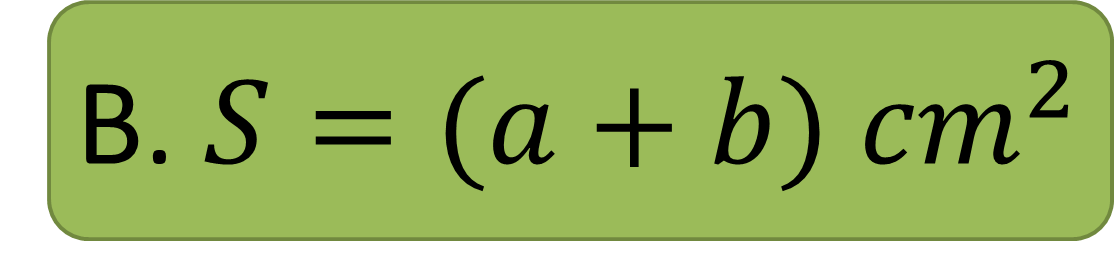 B. S = (a + b) cm²